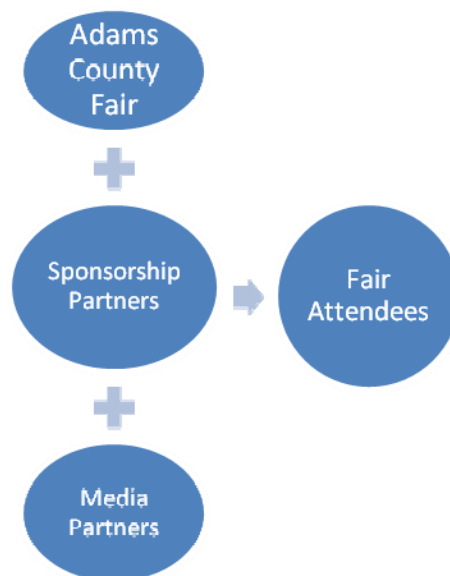 Adams
County
Fair
Sponsorship
Partners
Fair
Attendees
Media
Partners